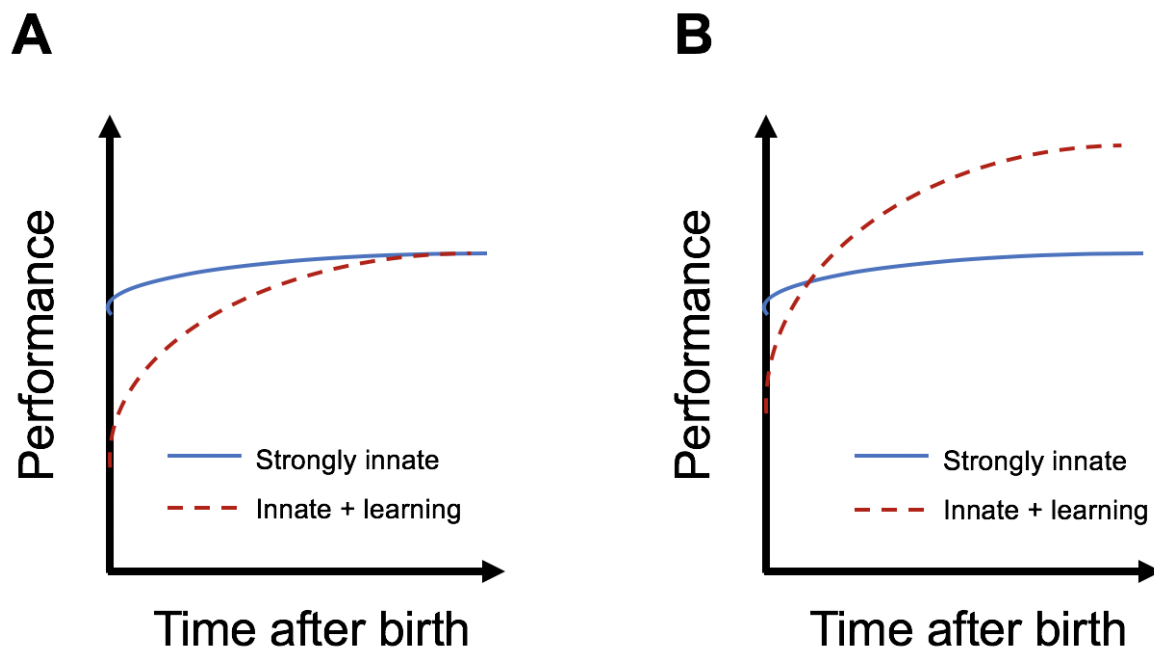 A
Performance
Strongly innate
Innate + learning
Time after birth
B
Performance
Strongly innate
Innate + learning
Time after birth